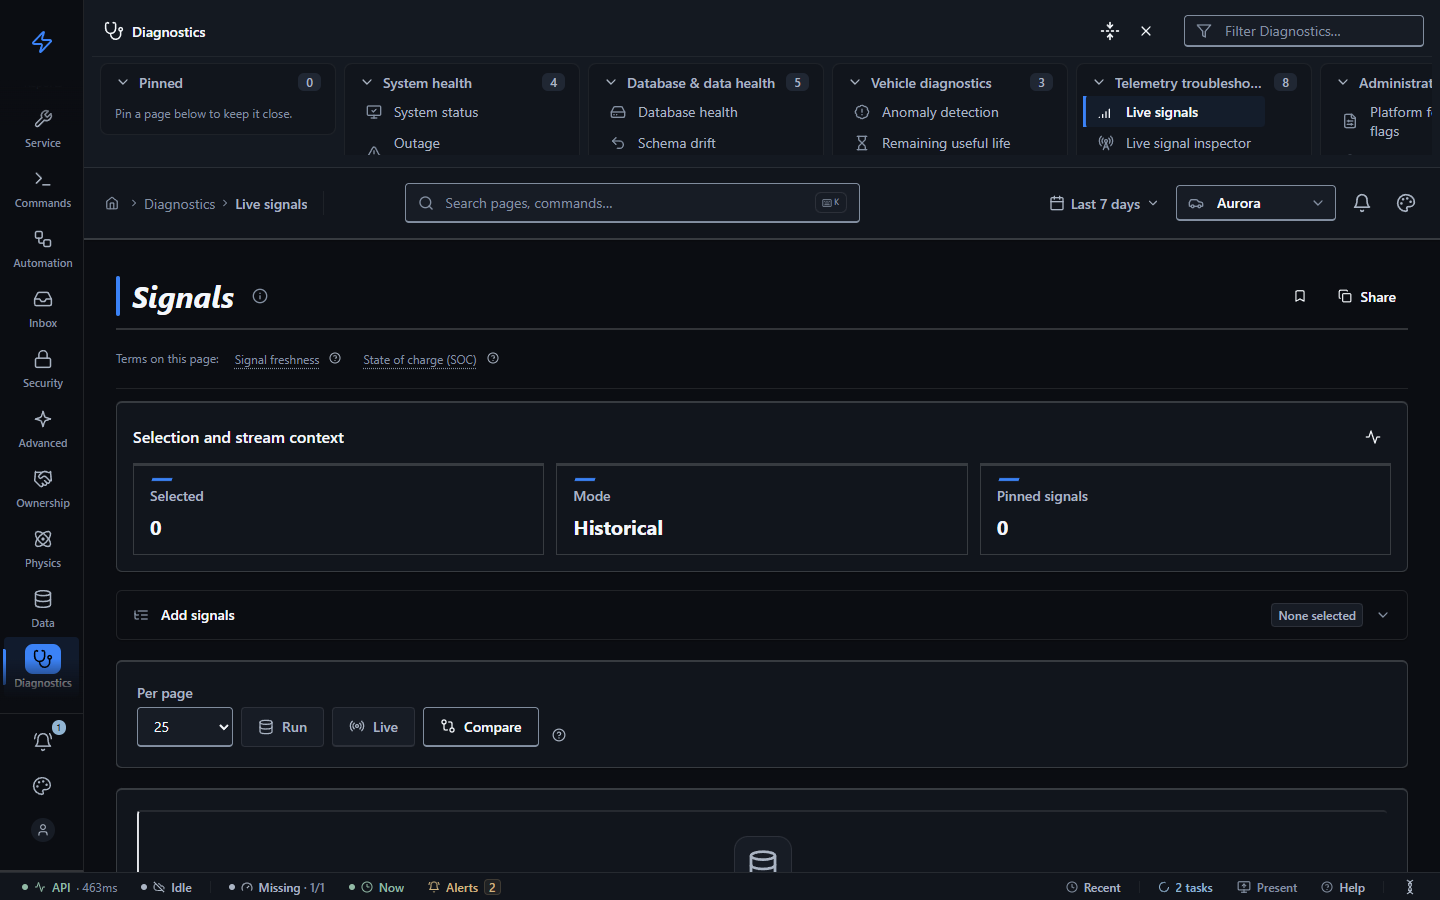 Diagnostics
Filter Diagnostics...
Pinned 0
Pin a page below to keep it close.
System health 4
System status
Outage
Database & data health 5
Database health
Schema drift
Vehicle diagnostics 3
Anomaly detection
Remaining useful life
Telemetry troublesho... 8
Live signals
Live signal inspector
Administrat
Platform f
flags
Service
Commands
Automation
Inbox
Security
Advanced
Ownership
Physics
Data
Diagnostics
1
Diagnostics Live signals
Search pages, commands... K
Last 7 days
Aurora
Signals
Share
Terms on this page: Signal freshness State of charge (SOC)
Selection and stream context
Selected
0
Mode
Historical
Pinned signals
0
Add signals
None selected
Per page
25 Run Live Compare
API · 463ms Idle Missing · 1/1 Now Alerts 2
Recent 2 tasks Present Help